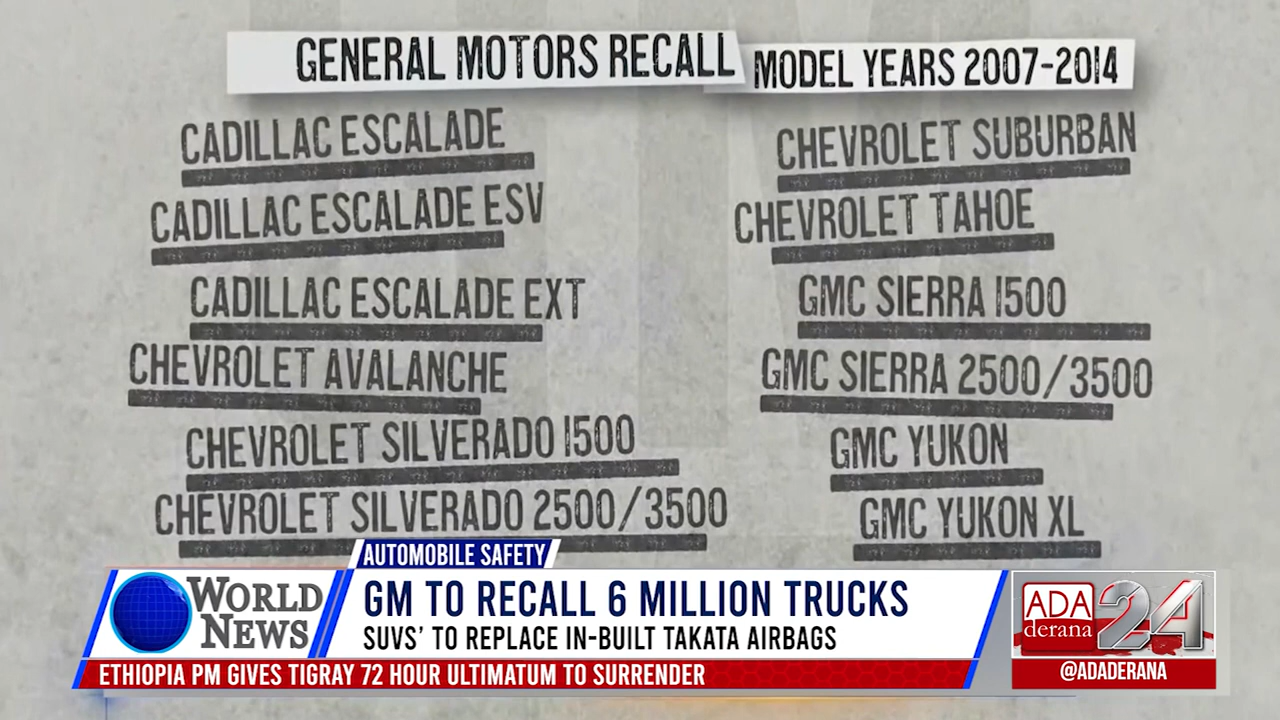 GENERAL MOTORS RECALL
MODEL YEARS 2007-2014
CADILLAC ESCALADE
CADILLAC ESCALADE ESV
CADILLAC ESCALADE EXT
CHEVROLET AVALANCHE
CHEVROLET SILVERADO 1500
CHEVROLET SILVERADO 2500/3500
CHEVROLET SUBURBAN
CHEVROLET TAHOE
GMC SIERRA 1500
GMC SIERRA 2500/3500
GMC YUKON
GMC YUKON XL
AUTOMOBILE SAFETY
WORLD
NEWS
GM TO RECALL 6 MILLION TRUCKS
SUVS' TO REPLACE IN-BUILT TAKATA AIRBAGS
ETHIOPIA PM GIVES TIGRAY 72 HOUR ULTIMATUM TO SURRENDER
ADA
derana
24
@ADADERANA